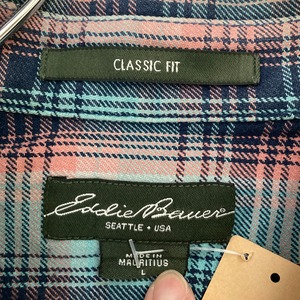 CLASSIC FIT
Eddie Bauer
SEATTLE • USA
MADE IN
MAURITIUS
L